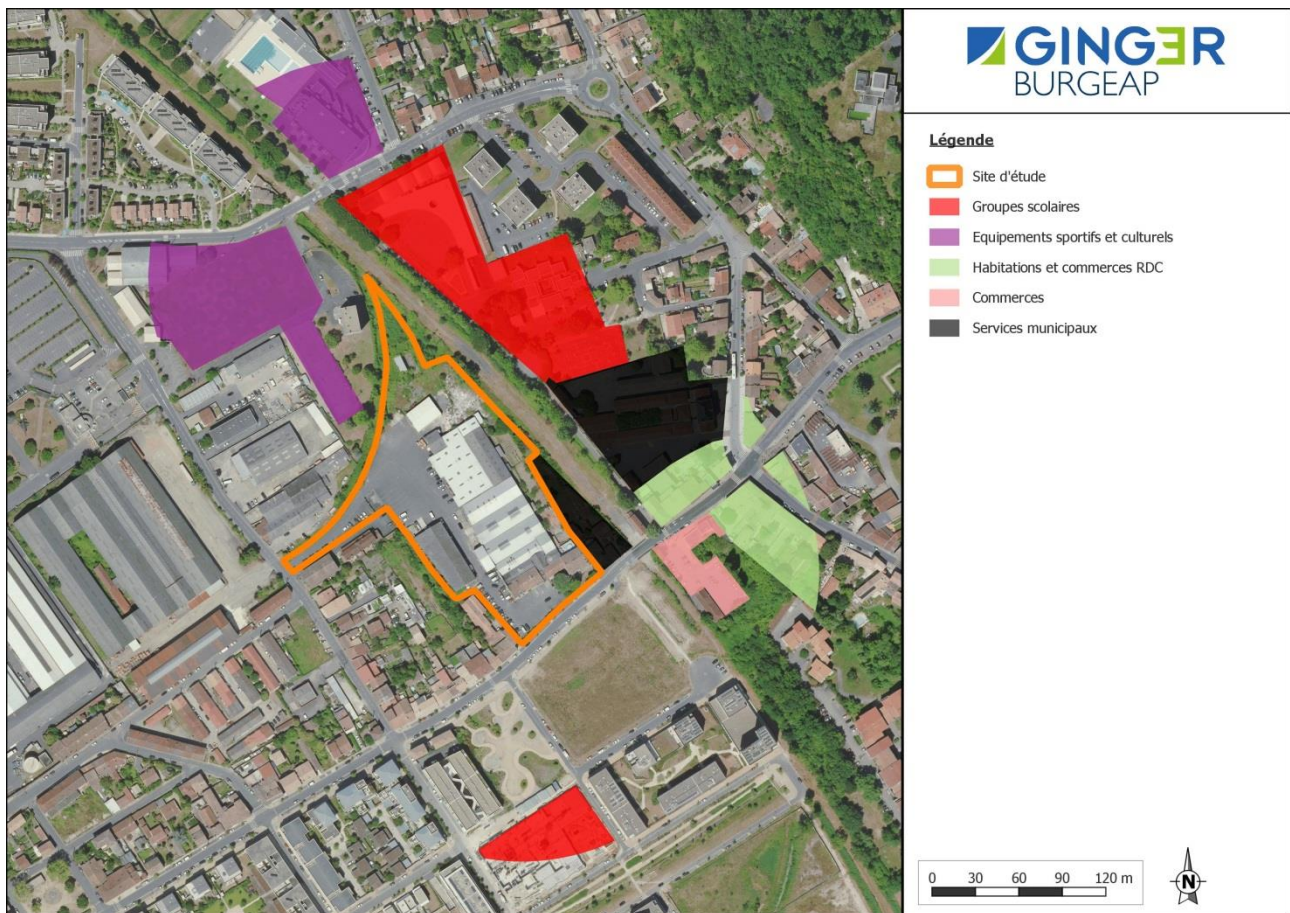 GINGER
BURGEAP
Légende
Site d'étude
Groupes scolaires
Equipements sportifs et culturels
Habitations et commerces RDC
Commerces
Services municipaux
0 30 60 90 120 m
N